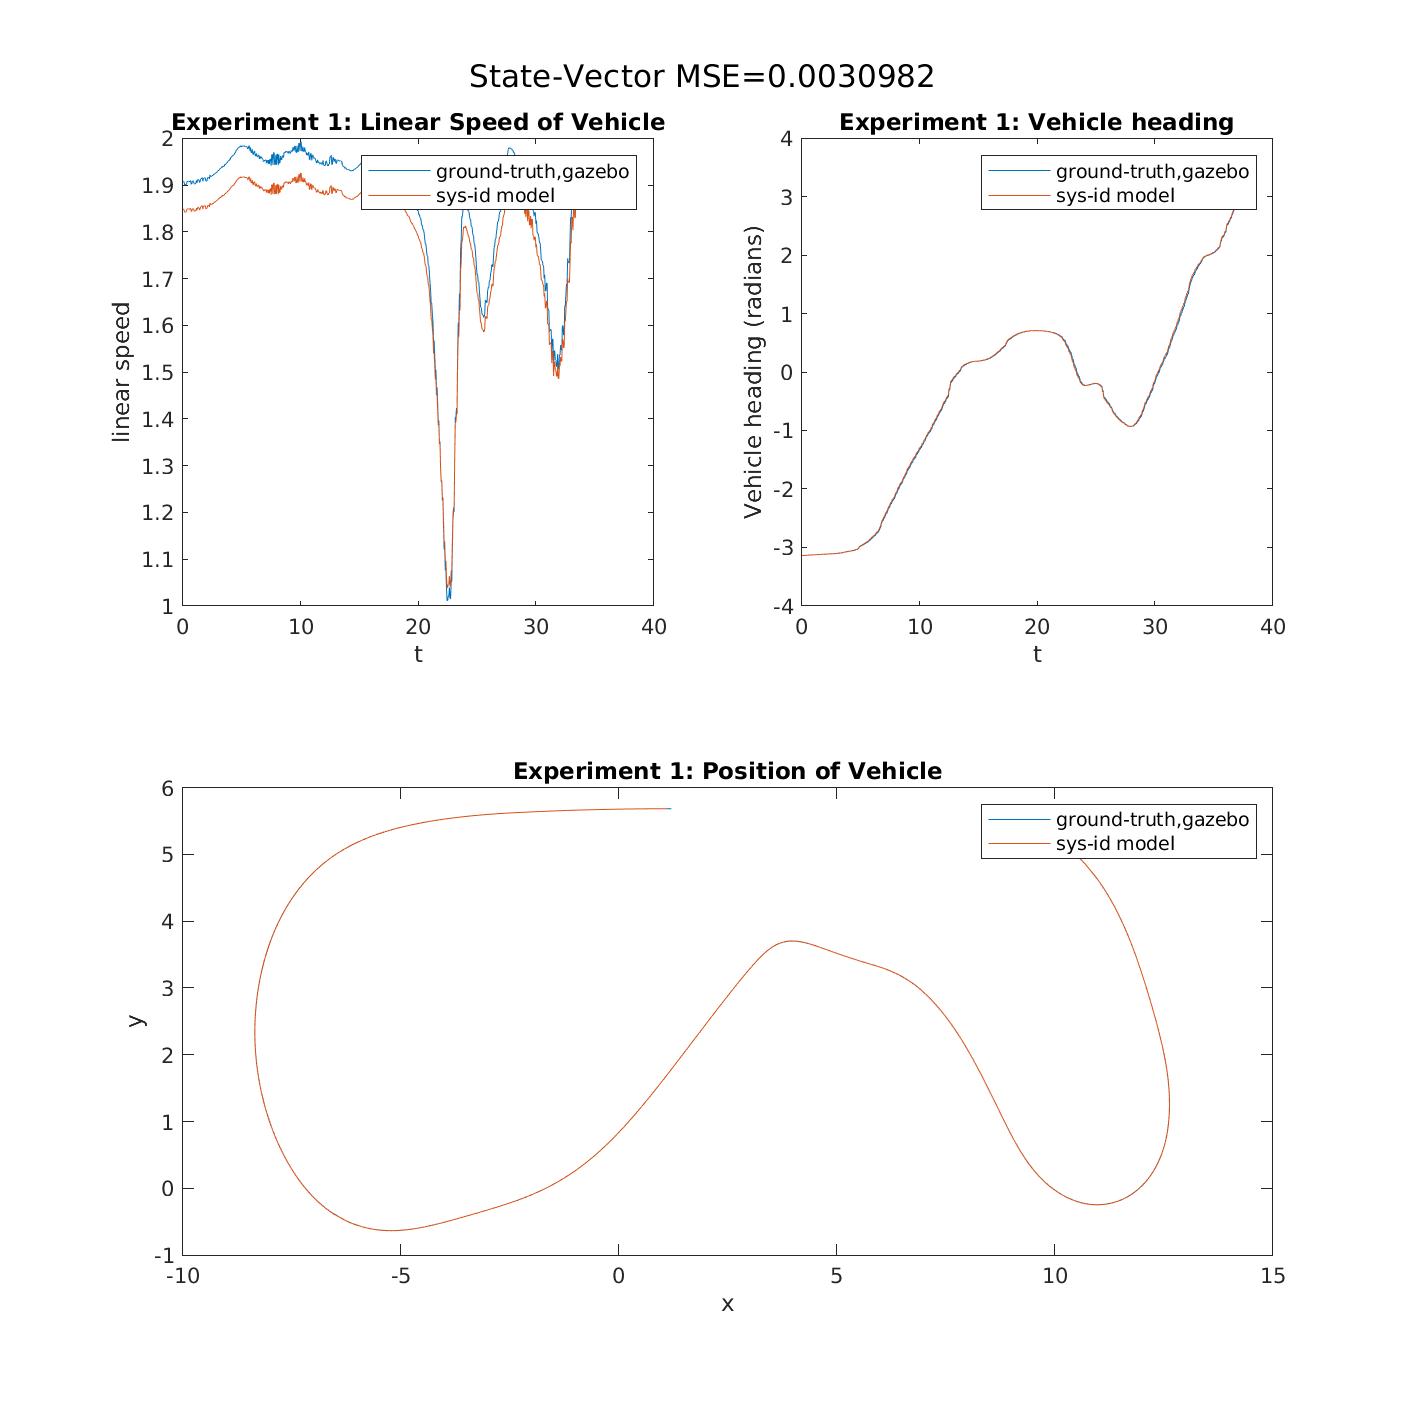 State-Vector MSE=0.0030982
Experiment 1: Linear Speed of Vehicle
2
1.9
1.8
1.7
1.6
1.5
1.4
1.3
1.2
1.1
1
linear speed
ground-truth,gazebo
sys-id model
0 10 20 30 40
t
Experiment 1: Vehicle heading
4
3
2
1
0
-1
-2
-3
-4
Vehicle heading (radians)
ground-truth,gazebo
sys-id model
0 10 20 30 40
t
Experiment 1: Position of Vehicle
6
5
4
3
2
1
0
-1
y
ground-truth,gazebo
sys-id model
-10 -5 0 5 10 15
x